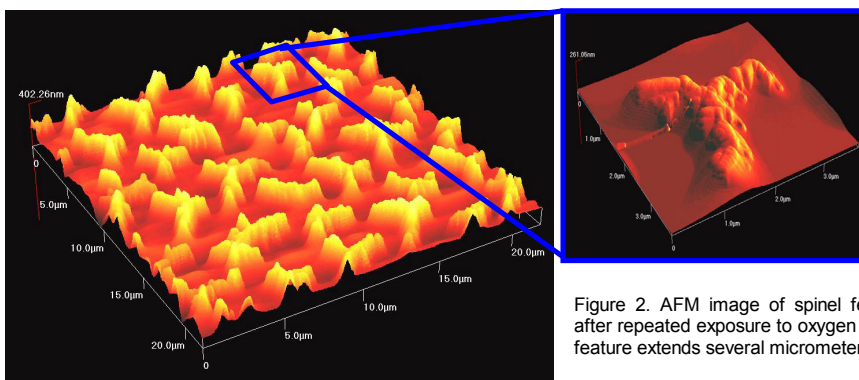 402.26nm
0
5.0µm
10.0µm
15.0µm
20.0µm
0
5.0µm
10.0µm
15.0µm
20.0µm
261.05nm
0
1.0µm
2.0µm
3.0µm
0
1.0µm
2.0µm
3.0µm
Figure 2. AFM image of spinel
after repeated exposure to oxygen
feature extends several